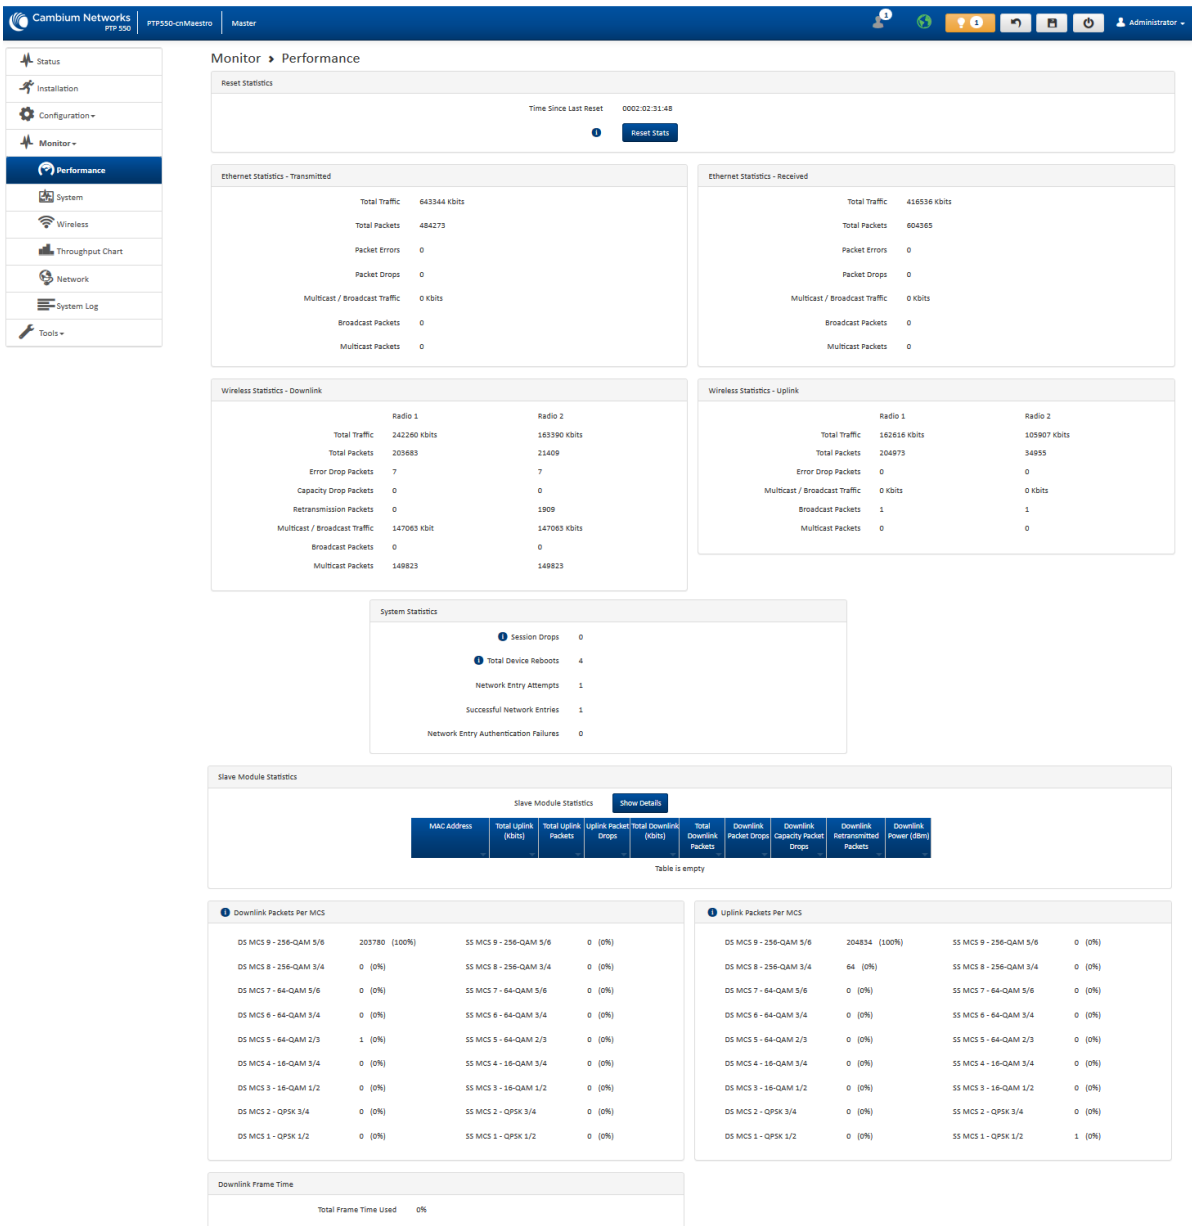 Cambium Networks
PTP 550
PTP550-cnMaestro
Master
1
1
Administrator
Status
Installation
Configuration
Monitor
Performance
System
Wireless
Throughput Chart
Network
System Log
Tools
Monitor > Performance
Reset Statistics
Time Since Last Reset 0002:02:31:48
Reset Stats
Ethernet Statistics - Transmitted
Total Traffic 643344 Kbits
Total Packets 484273
Packet Errors 0
Packet Drops 0
Multicast / Broadcast Traffic 0 Kbits
Broadcast Packets 0
Multicast Packets 0
Ethernet Statistics - Received
Total Traffic 416536 Kbits
Total Packets 604365
Packet Errors 0
Packet Drops 0
Multicast / Broadcast Traffic 0 Kbits
Broadcast Packets 0
Multicast Packets 0
Wireless Statistics - Downlink
Radio 1 Radio 2
Total Traffic 242260 Kbits 163390 Kbits
Total Packets 203683 21409
Error Drop Packets 7 7
Capacity Drop Packets 0 0
Retransmission Packets 0 1909
Multicast / Broadcast Traffic 147063 Kbit 147063 Kbits
Broadcast Packets 0 0
Multicast Packets 149823 149823
Wireless Statistics - Uplink
Radio 1 Radio 2
Total Traffic 162616 Kbits 105907 Kbits
Total Packets 204973 34955
Error Drop Packets 0 0
Multicast / Broadcast Traffic 0 Kbits 0 Kbits
Broadcast Packets 1 1
Multicast Packets 0 0
System Statistics
Session Drops 0
Total Device Reboots 4
Network Entry Attempts 1
Successful Network Entries 1
Network Entry Authentication Failures 0
Slave Module Statistics
Slave Module Statistics Show Details
MAC Address
Total Uplink (Kbits)
Total Uplink Packets
Uplink Packet Drops
Total Downlink (Kbits)
Total Downlink Packets
Downlink Packet Drops
Downlink Capacity Packet Drops
Downlink Retransmitted Packets
Downlink Power (dBm)
Table is empty
Downlink Packets Per MCS
DS MCS 9 - 256-QAM 5/6 203780 (100%) SS MCS 9 - 256-QAM 5/6 0 (0%)
DS MCS 8 - 256-QAM 3/4 0 (0%) SS MCS 8 - 256-QAM 3/4 0 (0%)
DS MCS 7 - 64-QAM 5/6 0 (0%) SS MCS 7 - 64-QAM 5/6 0 (0%)
DS MCS 6 - 64-QAM 3/4 0 (0%) SS MCS 6 - 64-QAM 3/4 0 (0%)
DS MCS 5 - 64-QAM 2/3 1 (0%) SS MCS 5 - 64-QAM 2/3 0 (0%)
DS MCS 4 - 16-QAM 3/4 0 (0%) SS MCS 4 - 16-QAM 3/4 0 (0%)
DS MCS 3 - 16-QAM 1/2 0 (0%) SS MCS 3 - 16-QAM 1/2 0 (0%)
DS MCS 2 - QPSK 3/4 0 (0%) SS MCS 2 - QPSK 3/4 0 (0%)
DS MCS 1 - QPSK 1/2 0 (0%) SS MCS 1 - QPSK 1/2 0 (0%)
Uplink Packets Per MCS
DS MCS 9 - 256-QAM 5/6 204834 (100%) SS MCS 9 - 256-QAM 5/6 0 (0%)
DS MCS 8 - 256-QAM 3/4 64 (0%) SS MCS 8 - 256-QAM 3/4 0 (0%)
DS MCS 7 - 64-QAM 5/6 0 (0%) SS MCS 7 - 64-QAM 5/6 0 (0%)
DS MCS 6 - 64-QAM 3/4 0 (0%) SS MCS 6 - 64-QAM 3/4 0 (0%)
DS MCS 5 - 64-QAM 2/3 0 (0%) SS MCS 5 - 64-QAM 2/3 0 (0%)
DS MCS 4 - 16-QAM 3/4 0 (0%) SS MCS 4 - 16-QAM 3/4 0 (0%)
DS MCS 3 - 16-QAM 1/2 0 (0%) SS MCS 3 - 16-QAM 1/2 0 (0%)
DS MCS 2 - QPSK 3/4 0 (0%) SS MCS 2 - QPSK 3/4 0 (0%)
DS MCS 1 - QPSK 1/2 0 (0%) SS MCS 1 - QPSK 1/2 1 (0%)
Downlink Frame Time
Total Frame Time Used 0%